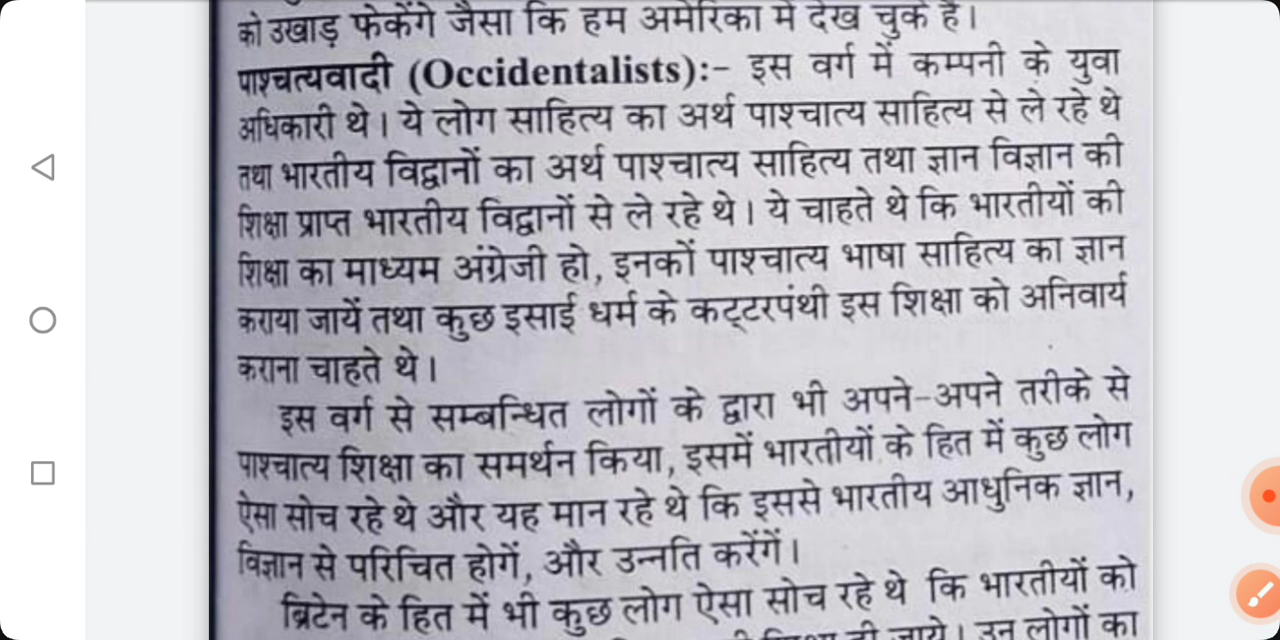 को उखाड़ फेकेंगे जैसा कि हम अमेरिका में देख चुके हैं।
पाश्चत्यवादी (Occidentalists):- इस वर्ग में कम्पनी के युवा
अधिकारी थे। ये लोग साहित्य का अर्थ पाश्चात्य साहित्य से ले रहे थे
तथा भारतीय विद्वानों का अर्थ पाश्चात्य साहित्य तथा ज्ञान विज्ञान की
शिक्षा प्राप्त भारतीय विद्वानों से ले रहे थे। ये चाहते थे कि भारतीयों की
शिक्षा का माध्यम अंग्रेजी हो, इनकों पाश्चात्य भाषा साहित्य का ज्ञान
कराया जायें तथा कुछ इसाई धर्म के कट्टरपंथी इस शिक्षा को अनिवार्य
कराना चाहते थे।
इस वर्ग से सम्बन्धित लोगों के द्वारा भी अपने-अपने तरीके से
पाश्चात्य शिक्षा का समर्थन किया, इसमें भारतीयों के हित में कुछ लोग
ऐसा सोच रहे थे और यह मान रहे थे कि इससे भारतीय आधुनिक ज्ञान,
विज्ञान से परिचित होगें, और उन्नति करेंगें।
ब्रिटेन के हित में भी कुछ लोग ऐसा सोच रहे थे कि भारतीयों को
दी जाये। उन लोगों का